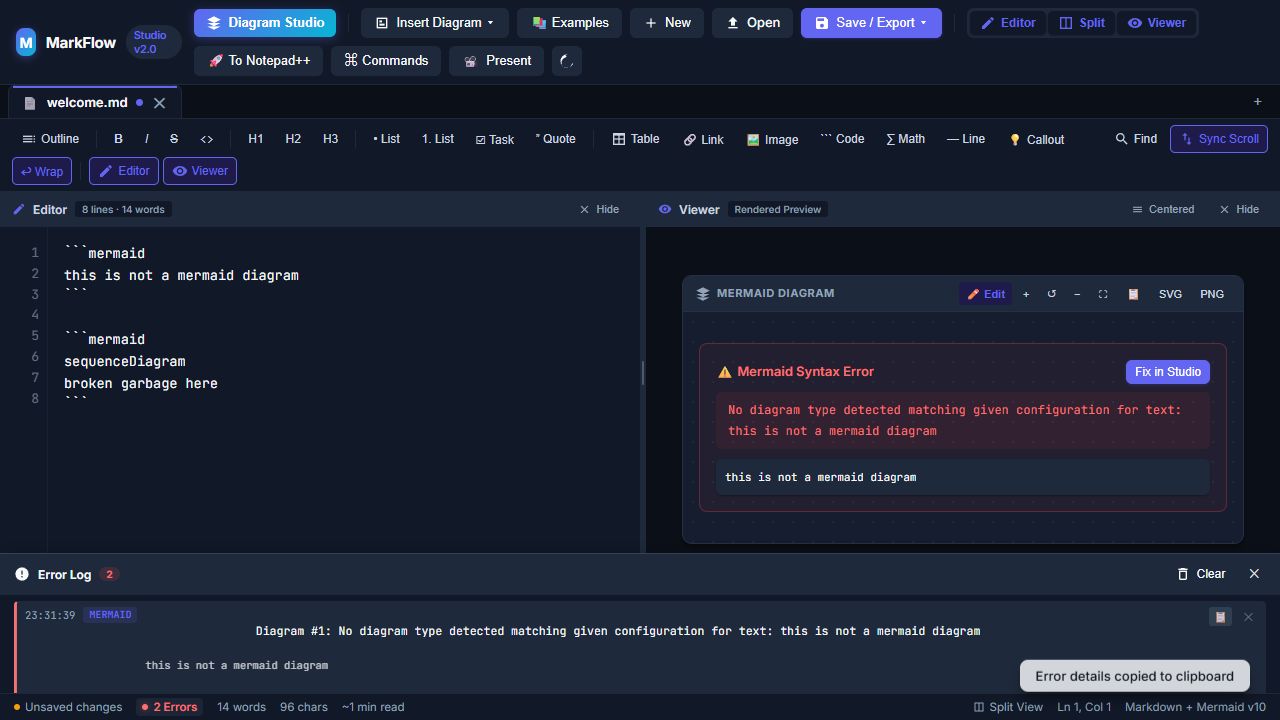 M MarkFlow Studio v2.0
Diagram Studio Insert Diagram Examples + New Open Save / Export Editor Split Viewer
To Notepad++ ⌘ Commands Present
welcome.md ● ✕ +
Outline B I S <> H1 H2 H3 • List 1. List ☑ Task " Quote Table Link Image ``` Code ∑ Math — Line Callout Find Sync Scroll
↩ Wrap Editor Viewer
Editor 8 lines · 14 words ✕ Hide
Viewer Rendered Preview Centered ✕ Hide
1 ```mermaid
2 this is not a mermaid diagram
3 ```
4
5 ```mermaid
6 sequenceDiagram
7 broken garbage here
8 ```
MERMAID DIAGRAM Edit + ↺ − ⛶ SVG PNG
⚠ Mermaid Syntax Error Fix in Studio
No diagram type detected matching given configuration for text:
this is not a mermaid diagram
this is not a mermaid diagram
Error Log 2 Clear ✕
23:31:39 MERMAID
Diagram #1: No diagram type detected matching given configuration for text: this is not a mermaid diagram
this is not a mermaid diagram
Error details copied to clipboard
Unsaved changes 2 Errors 14 words 96 chars ~1 min read Split View Ln 1, Col 1 Markdown + Mermaid v10